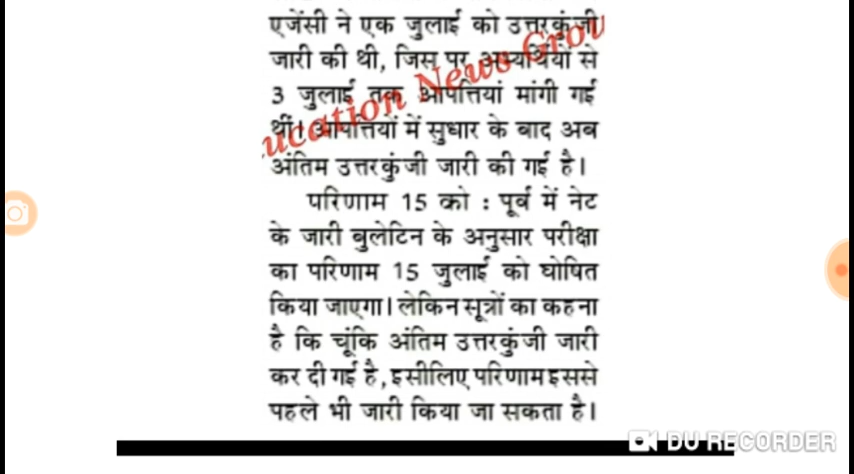 एजेंसी ने एक जुलाई को उत्तरकुंजी
जारी की थी, जिस पर अभ्यर्थियों से
3 जुलाई तक आपत्तियां मांगी गई
थीं। आपत्तियों में सुधार के बाद अब
अंतिम उत्तरकुंजी जारी की गई है।
परिणाम 15 को : पूर्व में नेट
के जारी बुलेटिन के अनुसार परीक्षा
का परिणाम 15 जुलाई को घोषित
किया जाएगा। लेकिन सूत्रों का कहना
है कि चूंकि अंतिम उत्तरकुंजी जारी
कर दी गई है, इसीलिए परिणाम इससे
पहले भी जारी किया जा सकता है।
ucation News Grou
DU RECORDER